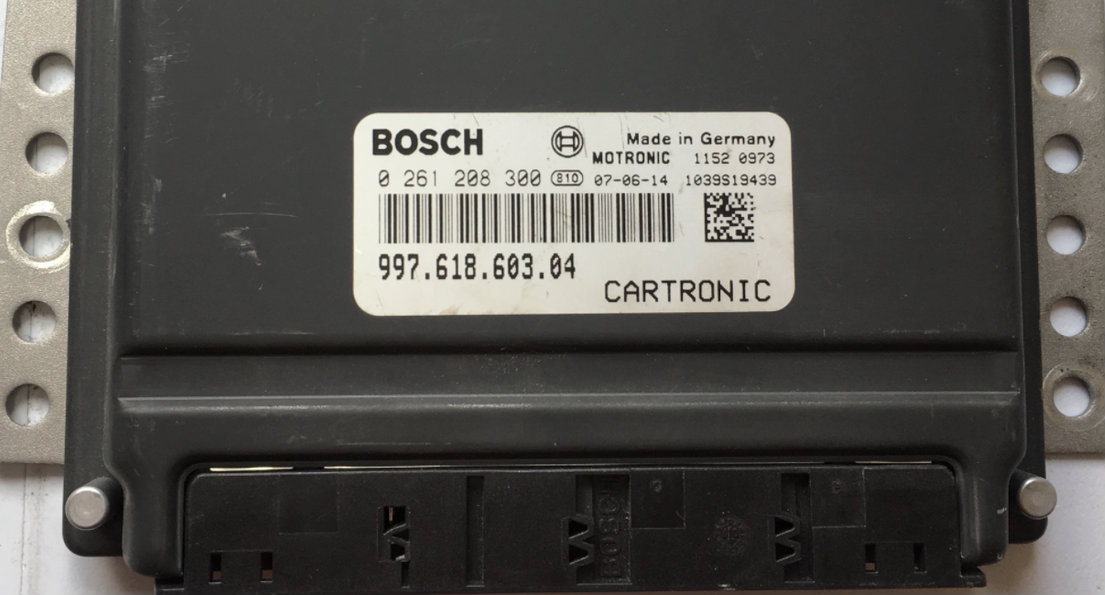 BOSCH
Made in Germany
MOTRONIC 1152 0973
0 261 208 300 810 07-06-14 1039S19439
997.618.603.04
CARTRONIC
BOSCH